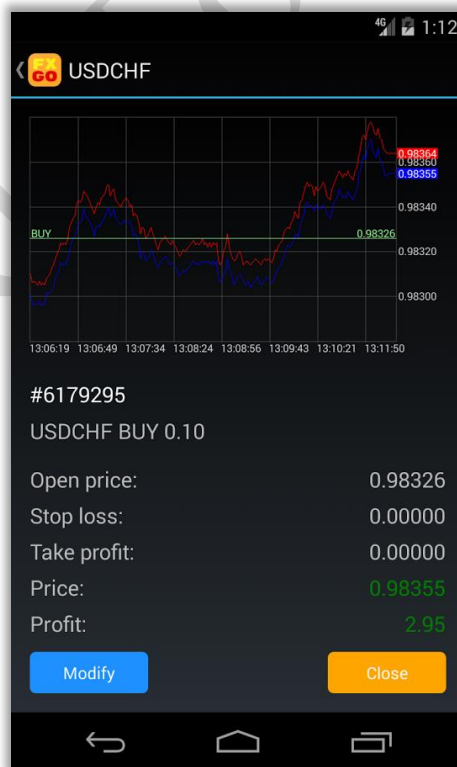 4G 1:12
FX GO USDCHF
0.98364
0.98360
0.98355
0.98340
BUY 0.98326
0.98320
0.98300
13:06:19 13:06:49 13:07:34 13:08:24 13:08:56 13:09:43 13:10:21 13:11:50
#6179295
USDCHF BUY 0.10
Open price: 0.98326
Stop loss: 0.00000
Take profit: 0.00000
Price: 0.98355
Profit: 2.95
Modify Close